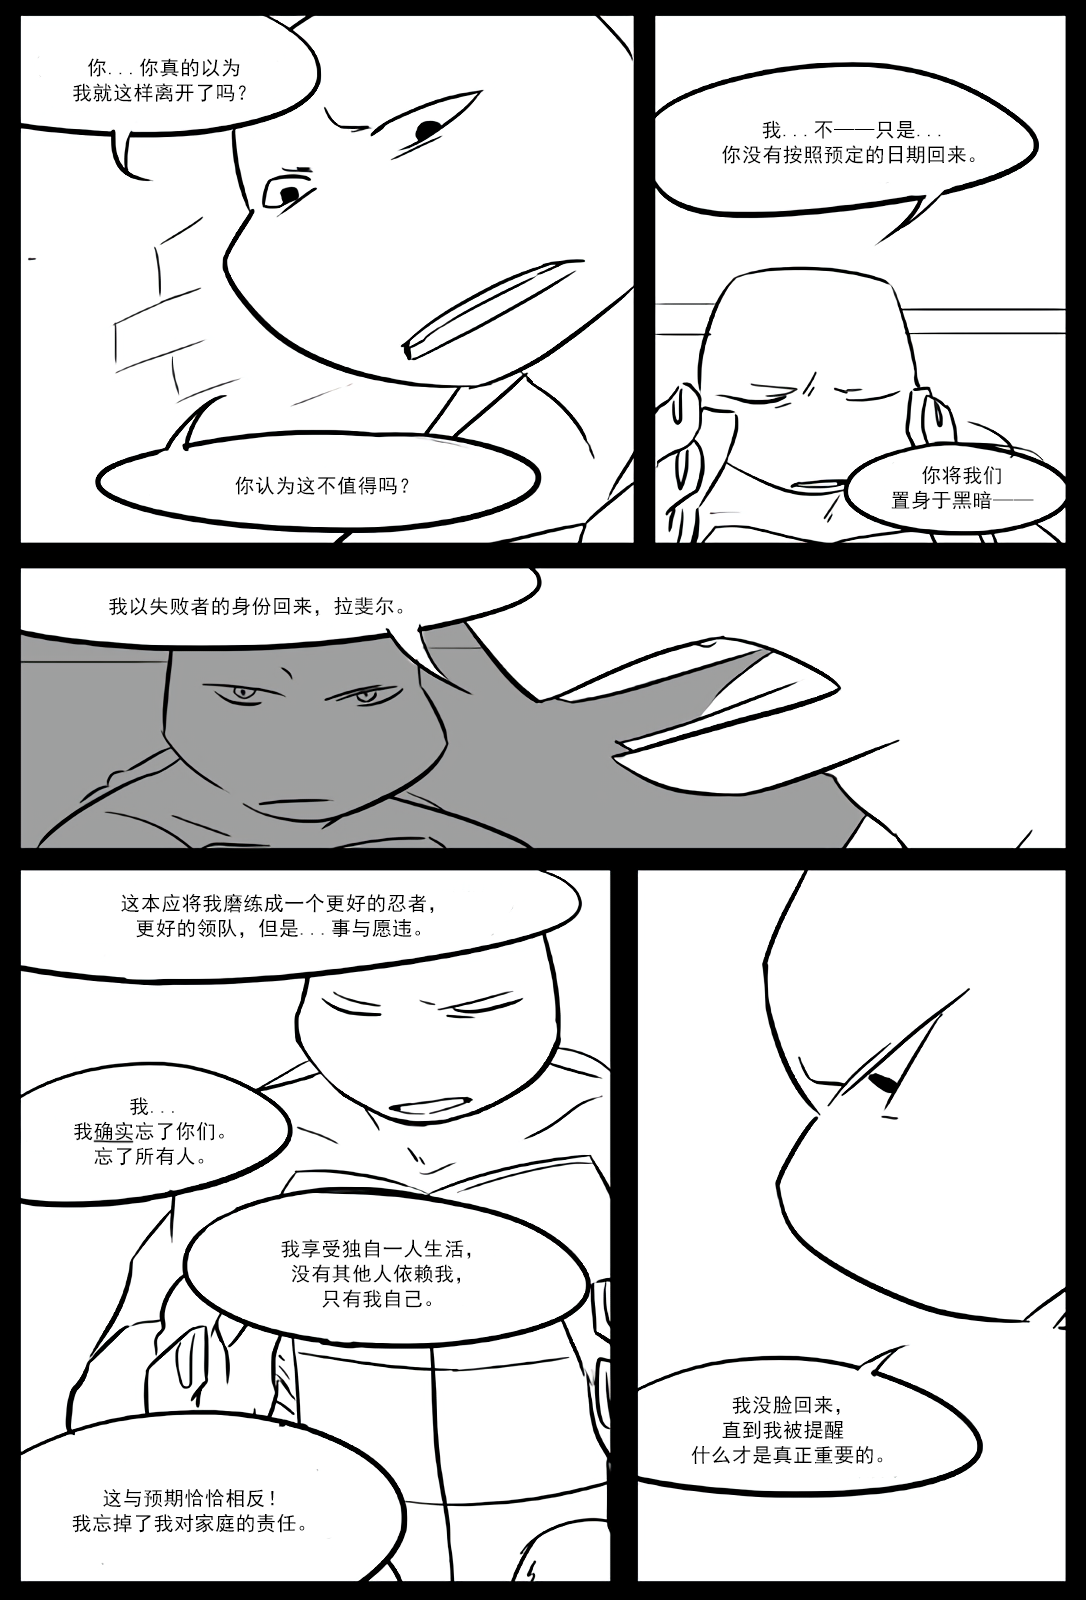 你...你真的以为
我就这样离开了吗？
你认为这不值得吗？
我...不——只是...
你没有按照预定的日期回来。
你将我们
置身于黑暗——
我以失败者的身份回来，拉斐尔。
这本应将我磨练成一个更好的忍者，
更好的领队，但是...事与愿违。
我...
我确实忘了你们。
忘了所有人。
我享受独自一人生活，
没有其他人依赖我，
只有我自己。
这与预期恰恰相反！
我忘掉了我对家庭的责任。
我没脸回来，
直到我被提醒
什么才是真正重要的。